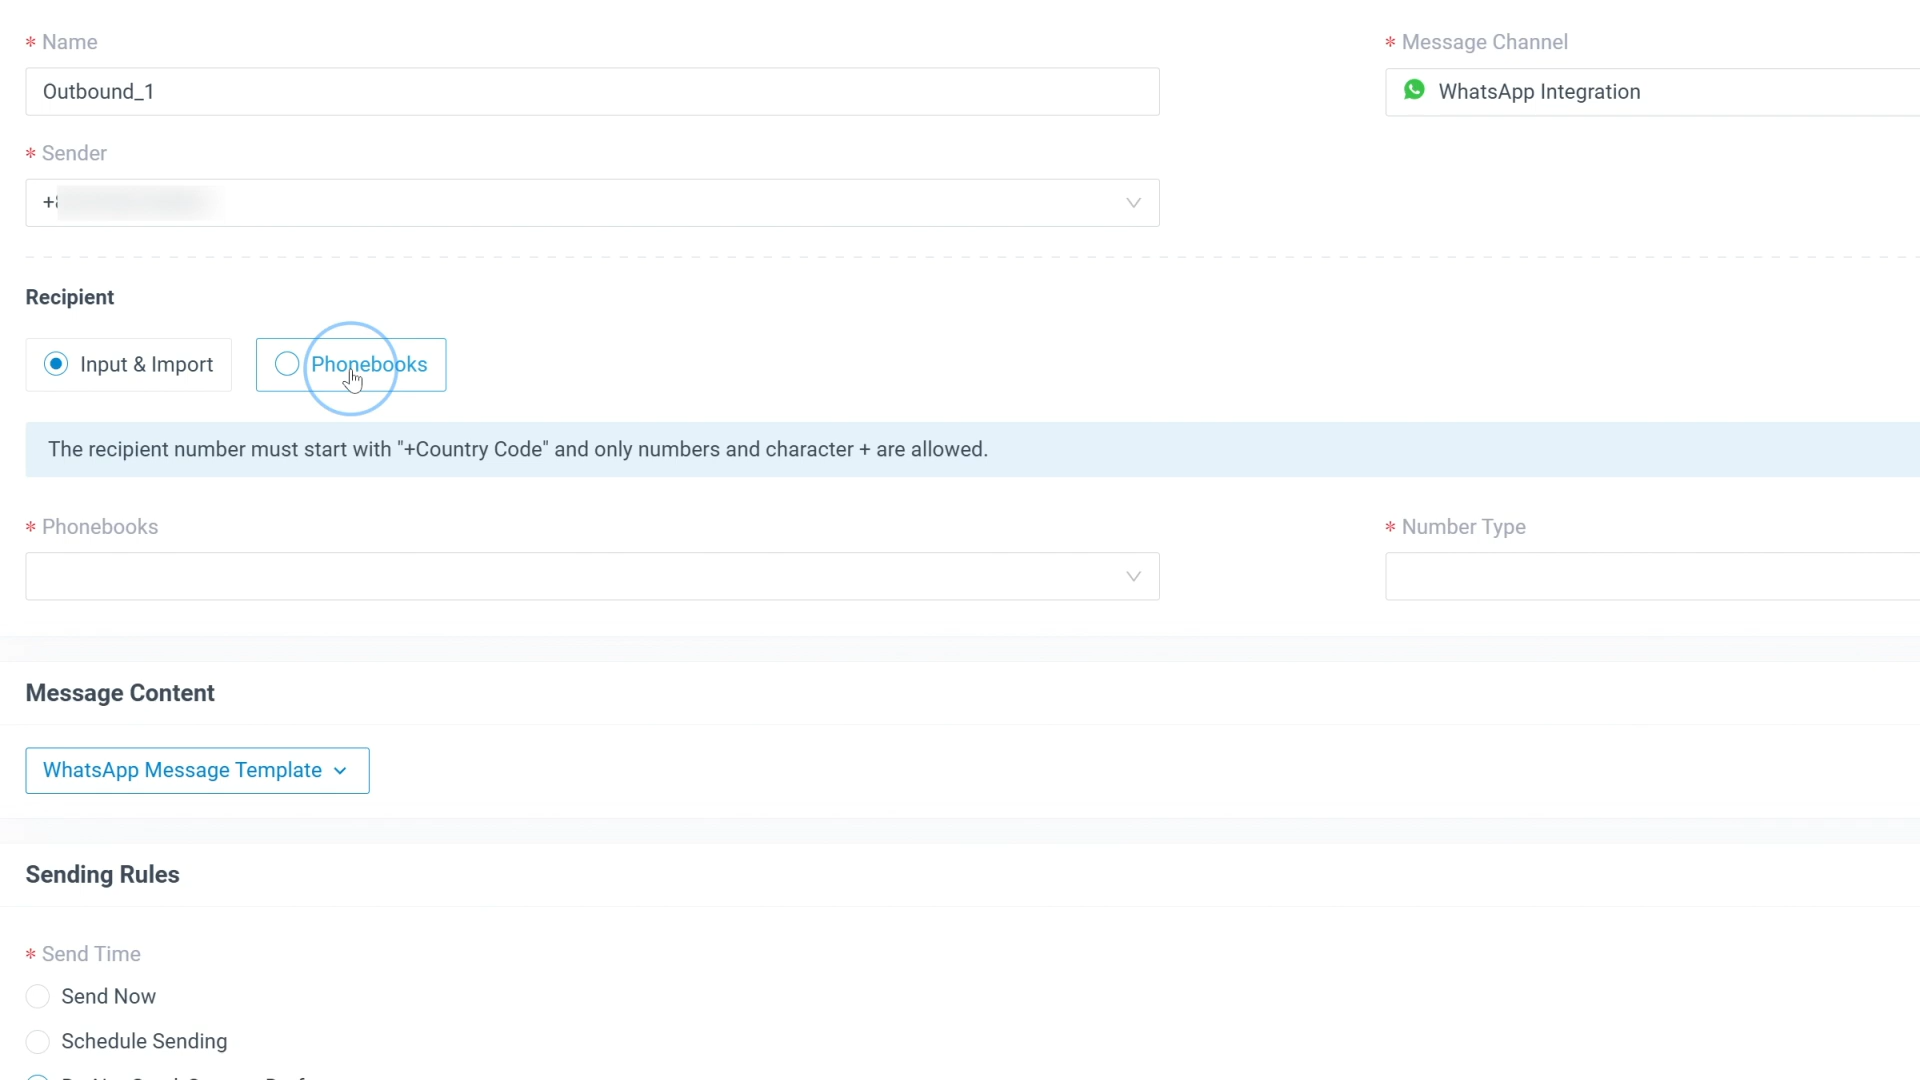 * Name
* Message Channel
Outbound_1
WhatsApp Integration
* Sender
Recipient
Input & Import
Phonebooks
The recipient number must start with "+Country Code" and only numbers and character + are allowed.
* Phonebooks
* Number Type
Message Content
WhatsApp Message Template
Sending Rules
* Send Time
Send Now
Schedule Sending